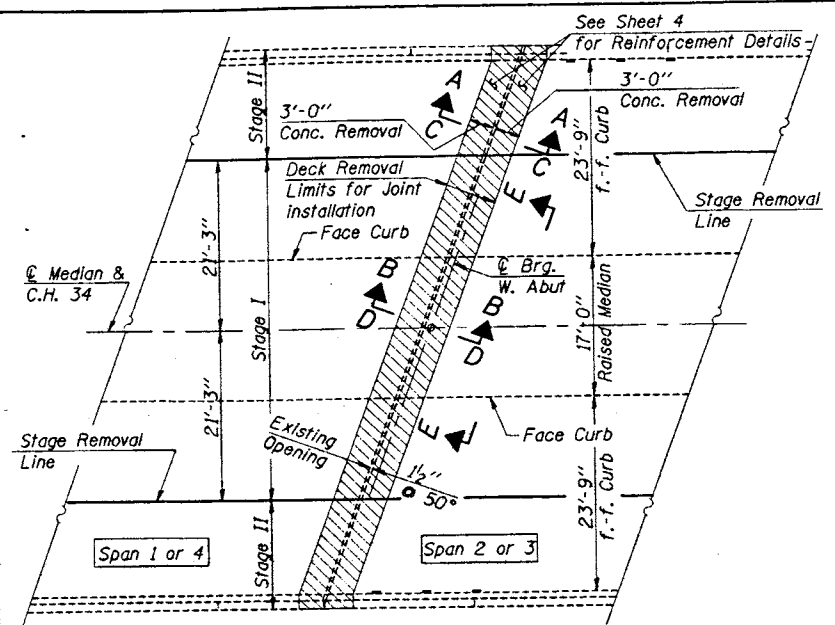 See Sheet 4
for Reinforcement Details
Stage II
A
3'-0"
Conc. Removal
C
3'-0"
Conc. Removal
A
C
23'-9"
f.-f. Curb
Deck Removal
Limits for Joint
installation
E
Stage Removal
Line
Face Curb
21'-3"
℄ Median &
C.H. 34
B
D
℄ Brg.
W. Abut
B
D
17'-0"
Raised Median
Stage I
21'-3"
Existing
Opening
E
Face Curb
Stage Removal
Line
1½"
@ 50°
23'-9"
f.-f. Curb
Span 1 or 4
Stage II
Span 2 or 3